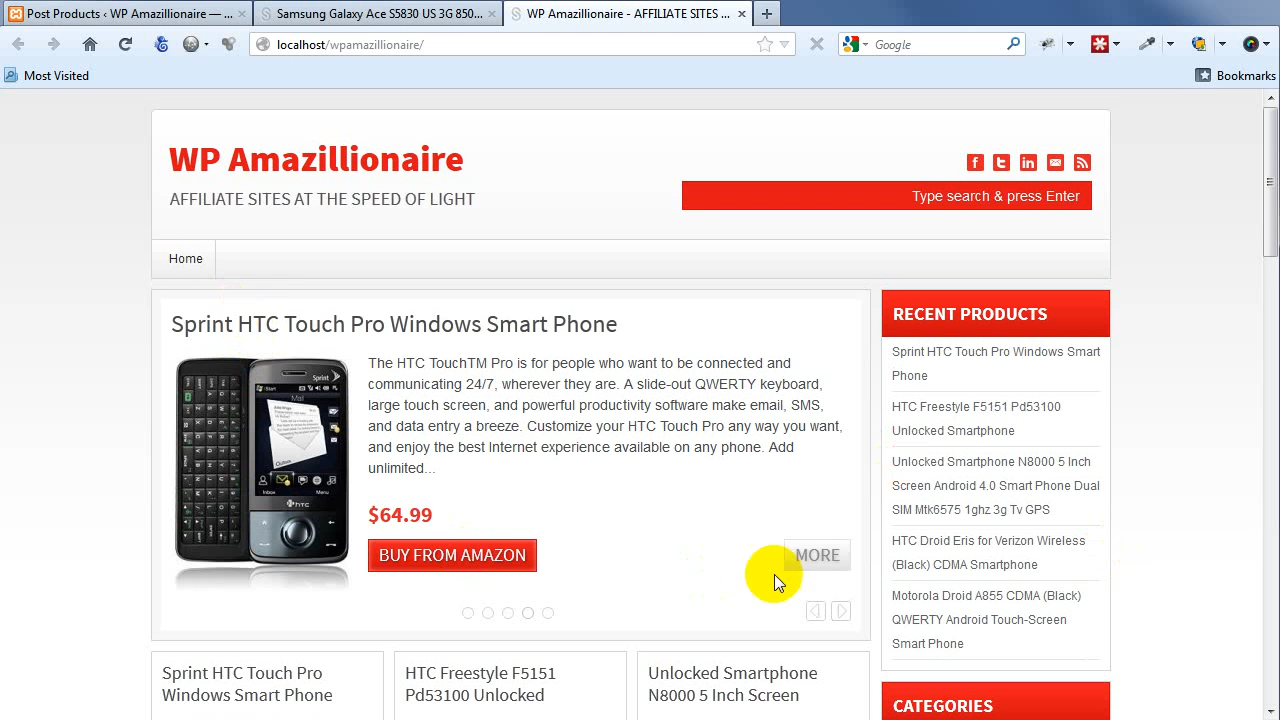 Post Products ‹ WP Amazillionaire — ...
Samsung Galaxy Ace S5830 US 3G 850...
WP Amazillionaire - AFFILIATE SITES ...
localhost/wpamazillionaire/
Google
Most Visited
Bookmarks
WP Amazillionaire
AFFILIATE SITES AT THE SPEED OF LIGHT
Type search & press Enter
Home
Sprint HTC Touch Pro Windows Smart Phone
The HTC TouchTM Pro is for people who want to be connected and
communicating 24/7, wherever they are. A slide-out QWERTY keyboard,
large touch screen, and powerful productivity software make email, SMS,
and data entry a breeze. Customize your HTC Touch Pro any way you want,
and enjoy the best Internet experience available on any phone. Add
unlimited...
$64.99
BUY FROM AMAZON
MORE
Sprint
Mail
Inbox
Menu
hTC
RECENT PRODUCTS
Sprint HTC Touch Pro Windows Smart
Phone
HTC Freestyle F5151 Pd53100
Unlocked Smartphone
Unlocked Smartphone N8000 5 Inch
Screen Android 4.0 Smart Phone Dual
SIM Mtk6575 1ghz 3g Tv GPS
HTC Droid Eris for Verizon Wireless
(Black) CDMA Smartphone
Motorola Droid A855 CDMA (Black)
QWERTY Android Touch-Screen
Smart Phone
CATEGORIES
Sprint HTC Touch Pro
Windows Smart Phone
HTC Freestyle F5151
Pd53100 Unlocked
Unlocked Smartphone
N8000 5 Inch Screen